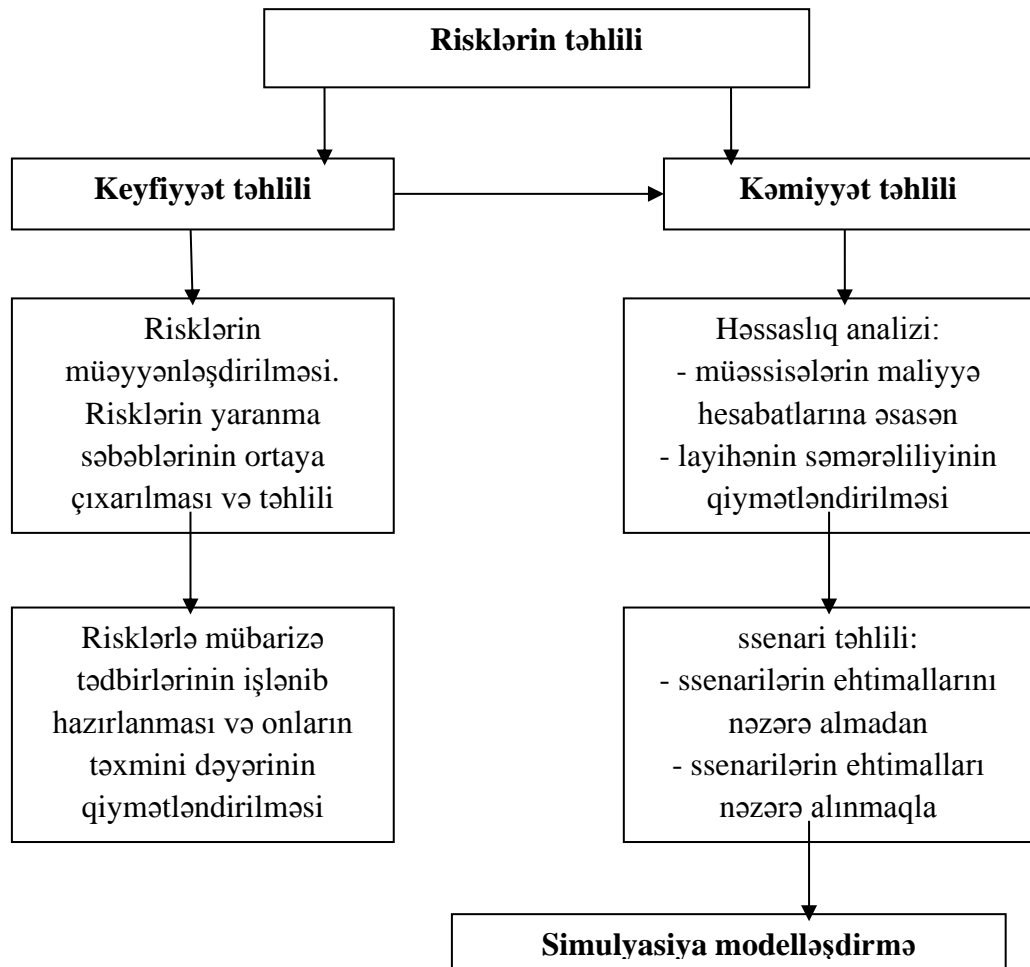 Risklərin təhlili
Keyfiyyət təhlili
Kəmiyyət təhlili
Risklərin
müəyyənləşdirilməsi.
Risklərin yaranma
səbəblərinin ortaya
çıxarılması və təhlili
Həssaslıq analizi:
- müəssisələrin maliyyə
hesabatlarına əsasən
- layihənin səmərəliliyinin
qiymətləndirilməsi
Risklərlə mübarizə
tədbirlərinin işlənib
hazırlanması və onların
təxmini dəyərinin
qiymətləndirilməsi
ssenari təhlili:
- ssenarilərin ehtimallarını
nəzərə almadan
- ssenarilərin ehtimalları
nəzərə alınmaqla
Simulyasiya modelləşdirmə